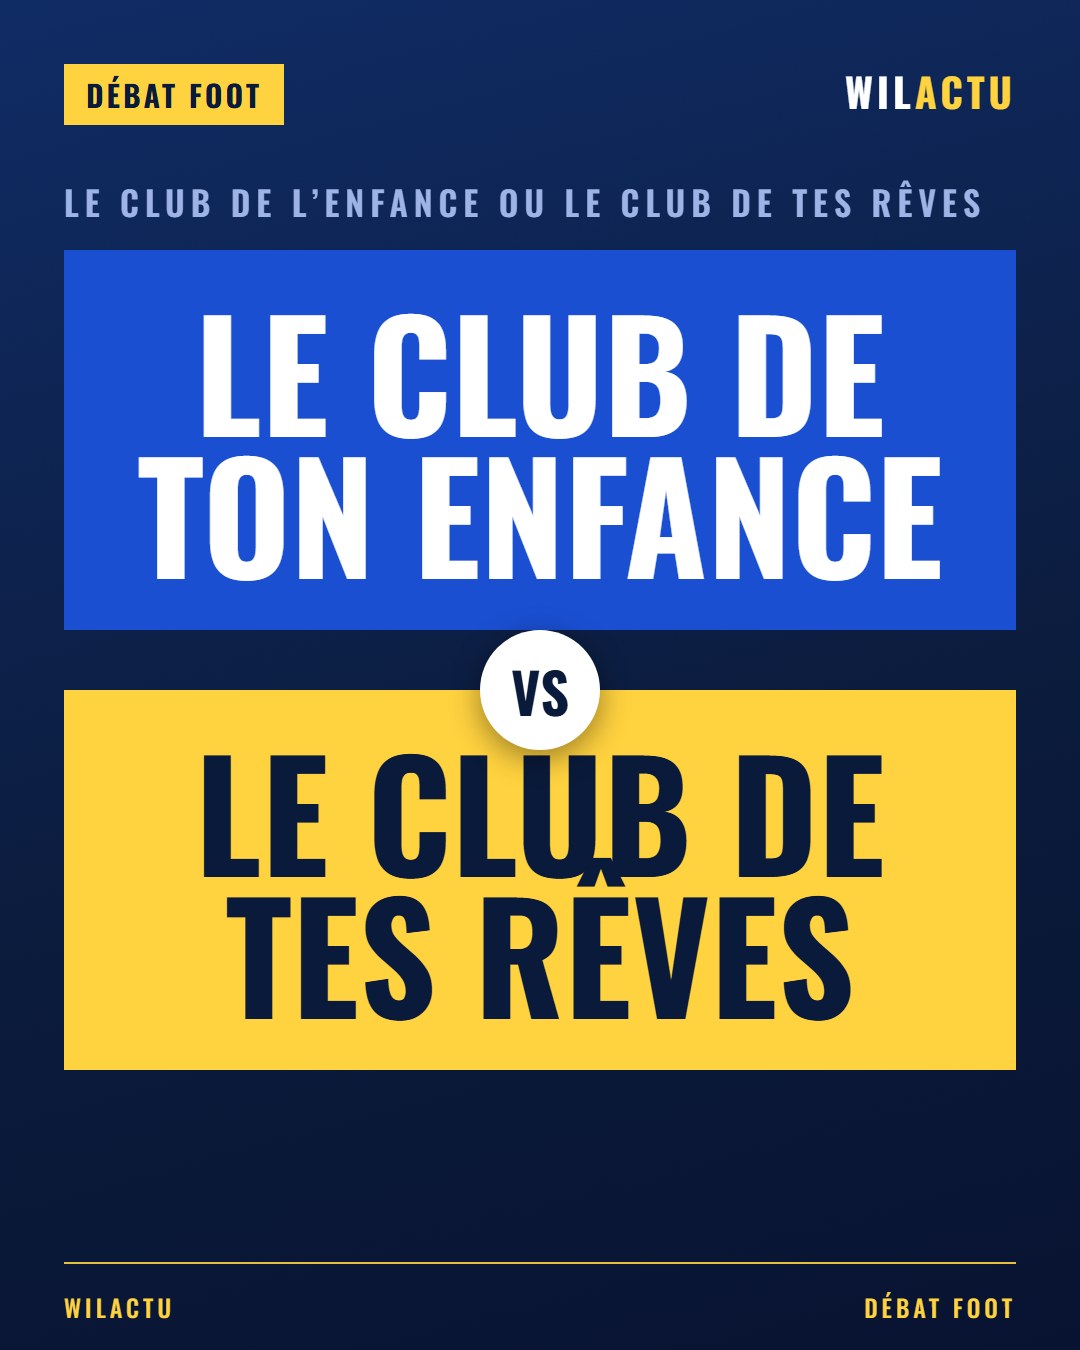 DÉBAT FOOT
WILACTU
LE CLUB DE L’ENFANCE OU LE CLUB DE TES RÊVES
LE CLUB DE
TON ENFANCE
VS
LE CLUB DE
TES RÊVES
WILACTU
DÉBAT FOOT